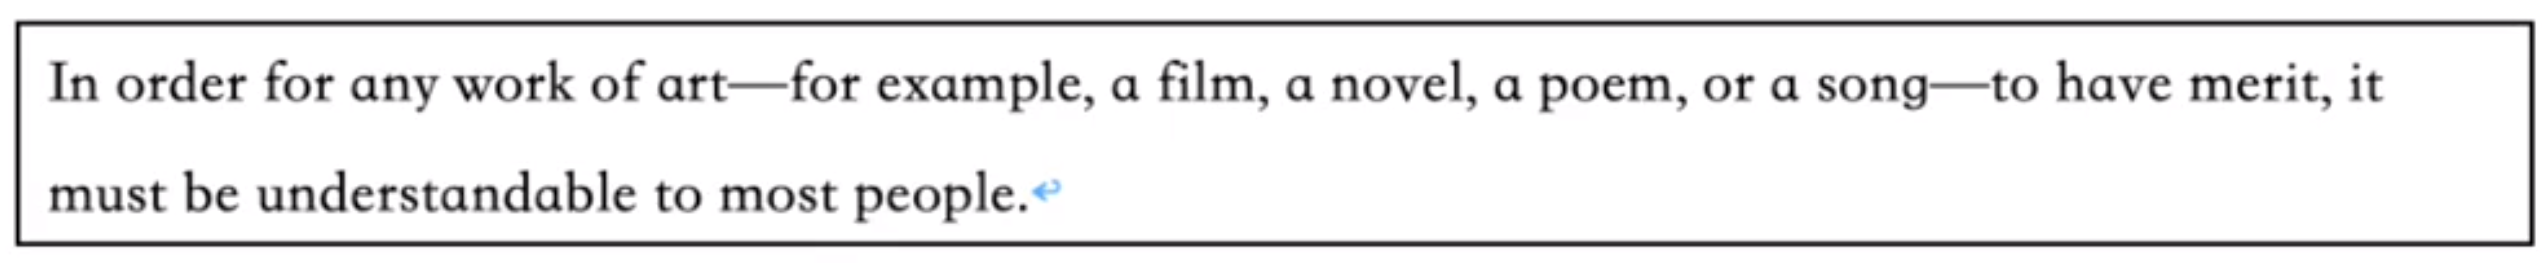 In order for any work of art—for example, a film, a novel, a poem, or a song—to have merit, it
must be understandable to most people.↩